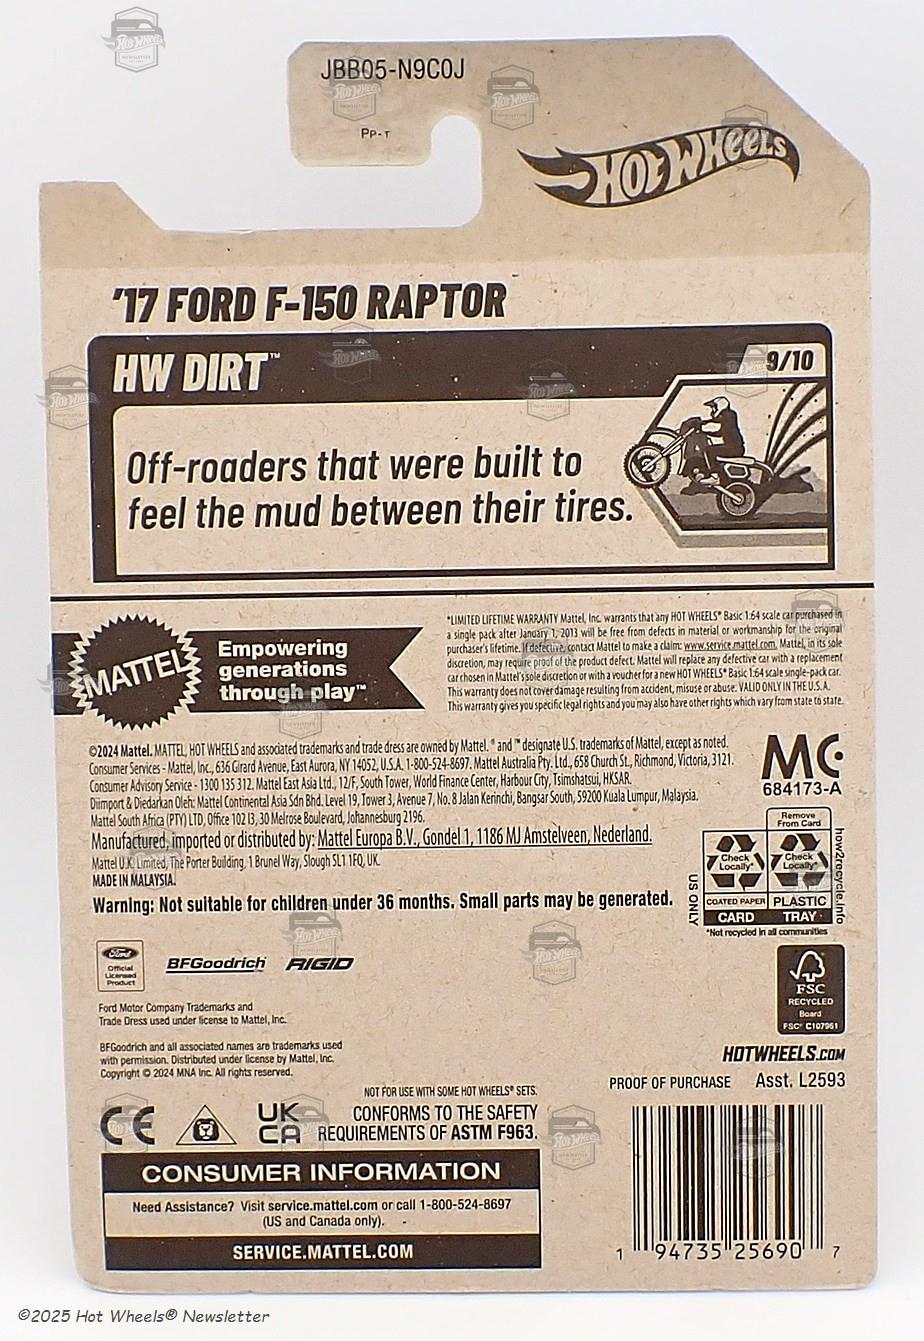 JBB05-N9C0J
PP-T
HOT WHEELS
'17 FORD F-150 RAPTOR
HW DIRT™
9/10
Off-roaders that were built to
feel the mud between their tires.
MATTEL
Empowering
generations
through play™
*LIMITED LIFETIME WARRANTY Mattel, Inc. warrants that any HOT WHEELS® Basic 1:64 scale car purchased in
a single pack after January 1, 2013 will be free from defects in material or workmanship for the original
purchaser's lifetime. If defective, contact Mattel to make a claim: www.service.mattel.com. Mattel, in its sole
discretion, may require proof of the product defect. Mattel will replace any defective car with a replacement
car chosen in Mattel's sole discretion or with a voucher for a new HOT WHEELS® Basic 1:64 scale single-pack car.
This warranty does not cover damage resulting from accident, misuse or abuse. VALID ONLY IN THE U.S.A.
This warranty gives you specific legal rights and you may also have other rights which vary from state to state.
©2024 Mattel. MATTEL, HOT WHEELS and associated trademarks and trade dress are owned by Mattel. ® and ™ designate U.S. trademarks of Mattel, except as noted.
Consumer Services - Mattel, Inc., 636 Girard Avenue, East Aurora, NY 14052, U.S.A. 1-800-524-8697. Mattel Australia Pty. Ltd., 658 Church St., Richmond, Victoria, 3121.
Consumer Advisory Service - 1300 135 312. Mattel East Asia Ltd., 12/F, South Tower, World Finance Center, Harbour City, Tsimshatsui, HKSAR.
Diimport & Diedarkan Oleh: Mattel Continental Asia Sdn Bhd. Level 19, Tower 3, Avenue 7, No. 8 Jalan Kerinchi, Bangsar South, 59200 Kuala Lumpur, Malaysia.
Mattel South Africa (PTY) LTD, Office 102 I3, 30 Melrose Boulevard, Johannesburg 2196.
Manufactured, imported or distributed by: Mattel Europa B.V., Gondel 1, 1186 MJ Amstelveen, Nederland.
Mattel U.K. Limited, The Porter Building, 1 Brunel Way, Slough SL1 1FQ, UK.
MADE IN MALAYSIA.
Warning: Not suitable for children under 36 months. Small parts may be generated.
MC
684173-A
Remove
From Card
Check
Locally*
Check
Locally*
COATED PAPER
PLASTIC
CARD
TRAY
US ONLY
how2recycle.info
*Not recycled in all communities
Ford
Official
Licensed
Product
BFGoodrich
RIGID
FSC
RECYCLED
Board
FSC® C107961
Ford Motor Company Trademarks and
Trade Dress used under license to Mattel, Inc.
BFGoodrich and all associated names are trademarks used
with permission. Distributed under license by Mattel, Inc.
Copyright © 2024 MNA Inc. All rights reserved.
HOTWHEELS.COM
PROOF OF PURCHASE Asst. L2593
NOT FOR USE WITH SOME HOT WHEELS® SETS.
CE
UK
CA
CONFORMS TO THE SAFETY
REQUIREMENTS OF ASTM F963.
CONSUMER INFORMATION
Need Assistance? Visit service.mattel.com or call 1-800-524-8697
(US and Canada only).
SERVICE.MATTEL.COM
1 94735 25690 7
©2025 Hot Wheels® Newsletter